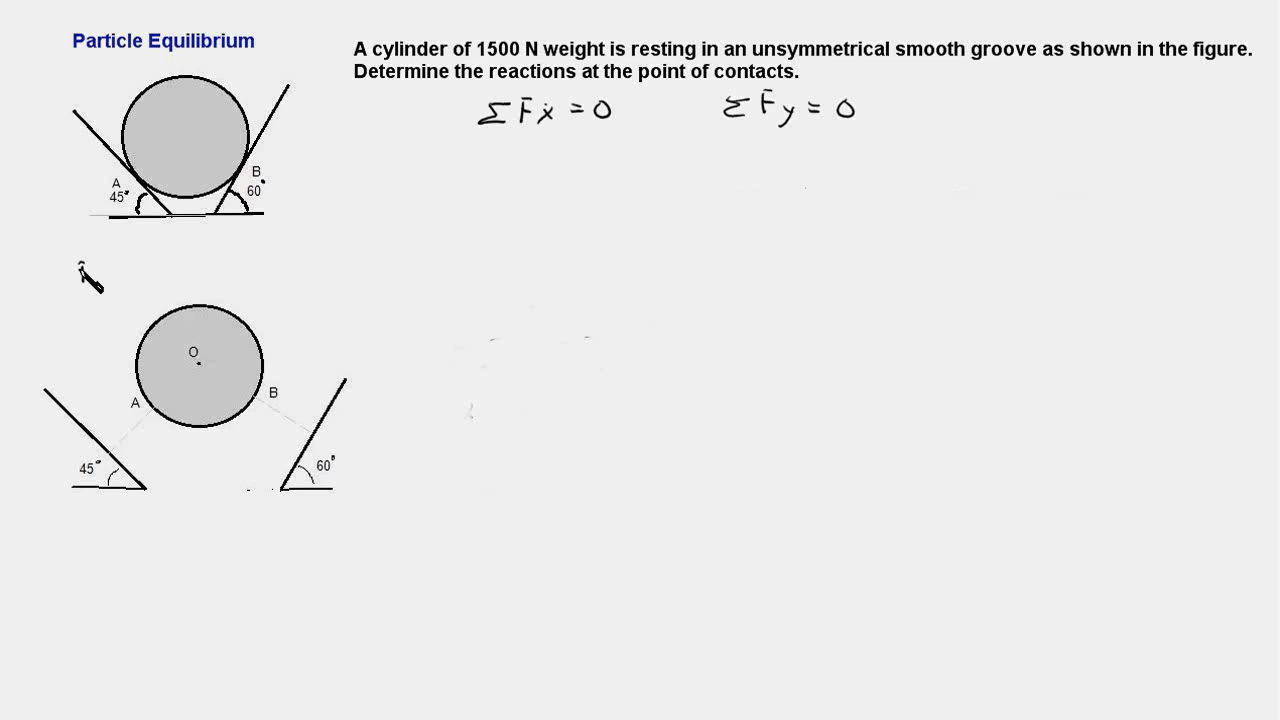 Particle Equilibrium
A cylinder of 1500 N weight is resting in an unsymmetrical smooth groove as shown in the figure.
Determine the reactions at the point of contacts.
ΣFx = 0
ΣFy = 0
A
45°
B
60°
O
A
B
45°
60°